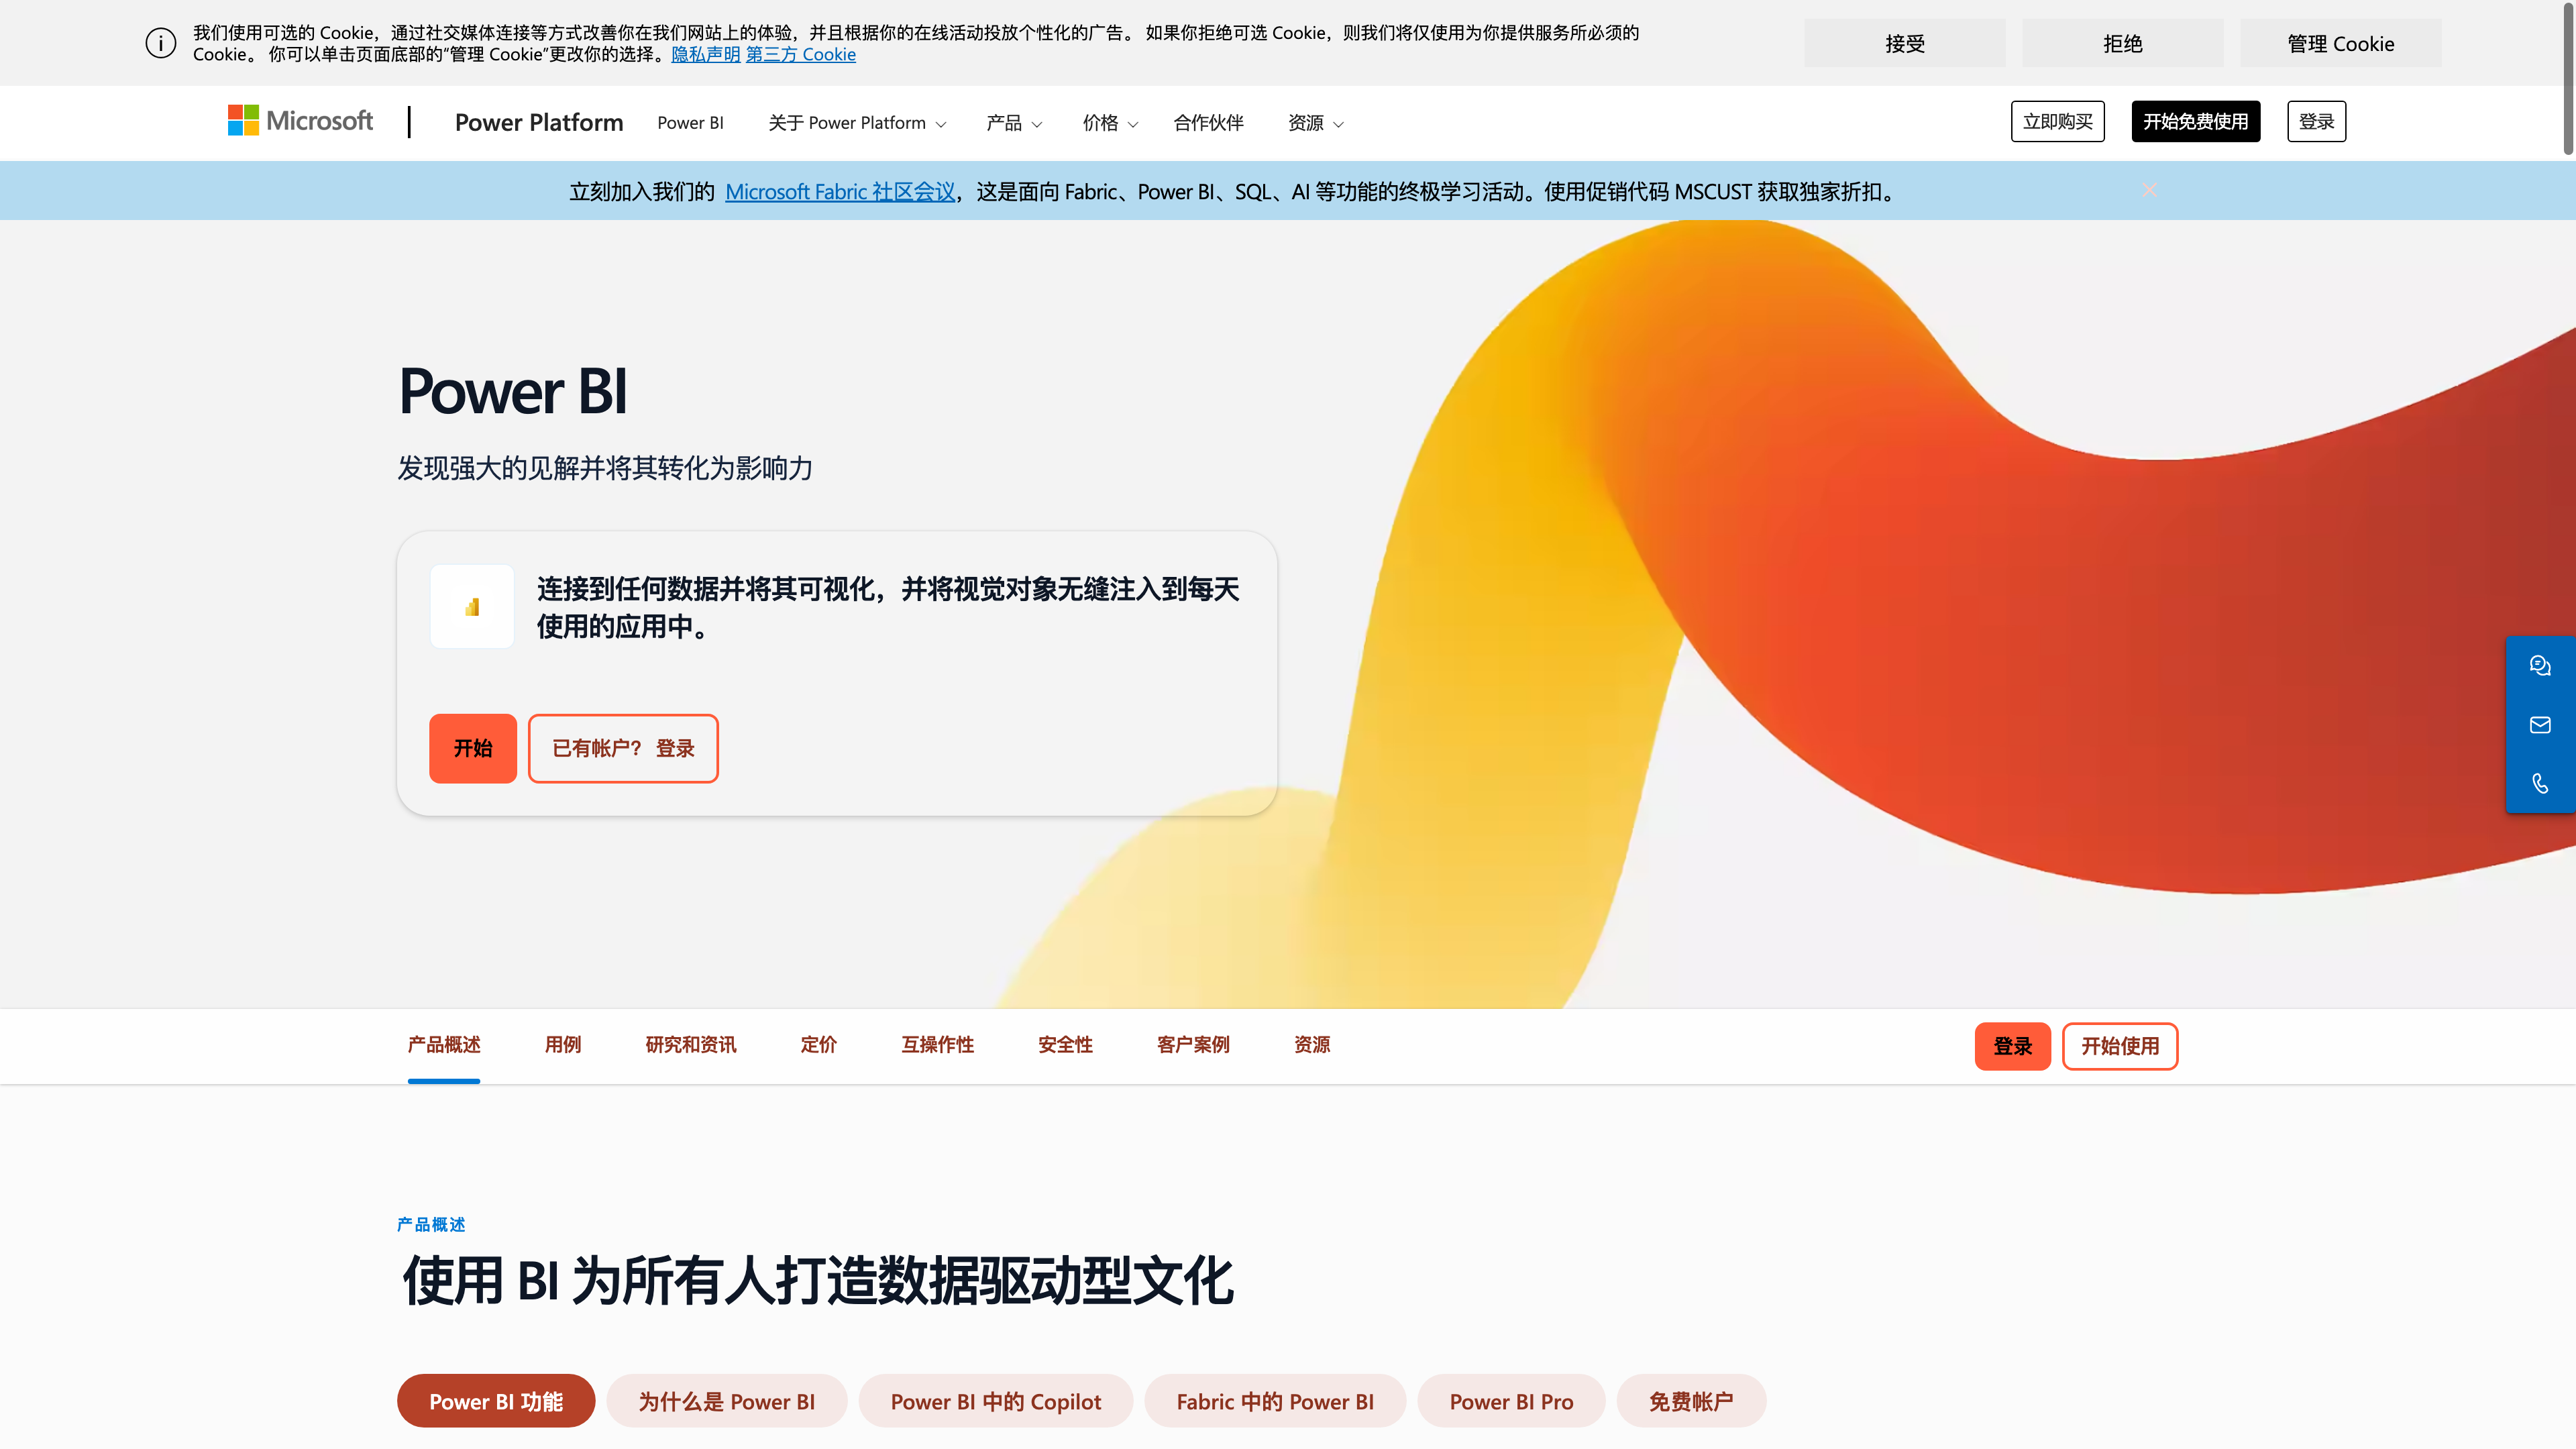 我们使用可选的 Cookie，通过社交媒体连接等方式改善你在我们网站上的体验，并且根据你的在线活动投放个性化的广告。 如果你拒绝可选 Cookie，则我们将仅使用为你提供服务所必须的
Cookie。 你可以单击页面底部的“管理 Cookie”更改你的选择。隐私声明 第三方 Cookie
接受
拒绝
管理 Cookie
Microsoft
Power Platform
Power BI
关于 Power Platform
产品
价格
合作伙伴
资源
立即购买
开始免费使用
登录
立刻加入我们的 Microsoft Fabric 社区会议，这是面向 Fabric、Power BI、SQL、AI 等功能的终极学习活动。使用促销代码 MSCUST 获取独家折扣。
Power BI
发现强大的见解并将其转化为影响力
连接到任何数据并将其可视化，并将视觉对象无缝注入到每天
使用的应用中。
开始
已有帐户？ 登录
产品概述
用例
研究和资讯
定价
互操作性
安全性
客户案例
资源
登录
开始使用
产品概述
使用 BI 为所有人打造数据驱动型文化
Power BI 功能
为什么是 Power BI
Power BI 中的 Copilot
Fabric 中的 Power BI
Power BI Pro
免费帐户